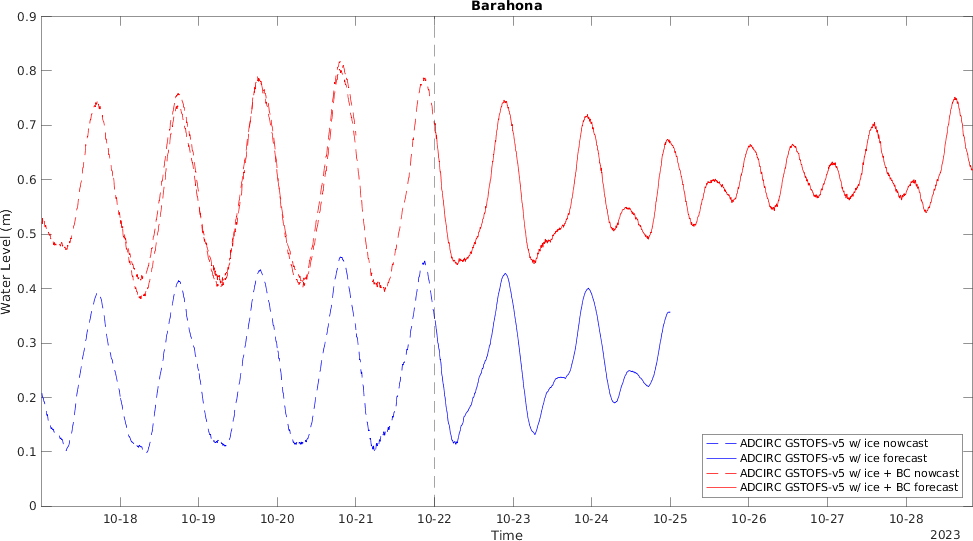 Barahona
0.9
0.8
0.7
0.6
0.5
0.4
0.3
0.2
0.1
0
Water Level (m)
ADCIRC GSTOFS-v5 w/ ice nowcast
ADCIRC GSTOFS-v5 w/ ice forecast
ADCIRC GSTOFS-v5 w/ ice + BC nowcast
ADCIRC GSTOFS-v5 w/ ice + BC forecast
10-18 10-19 10-20 10-21 10-22 10-23 10-24 10-25 10-26 10-27 10-28
Time 2023